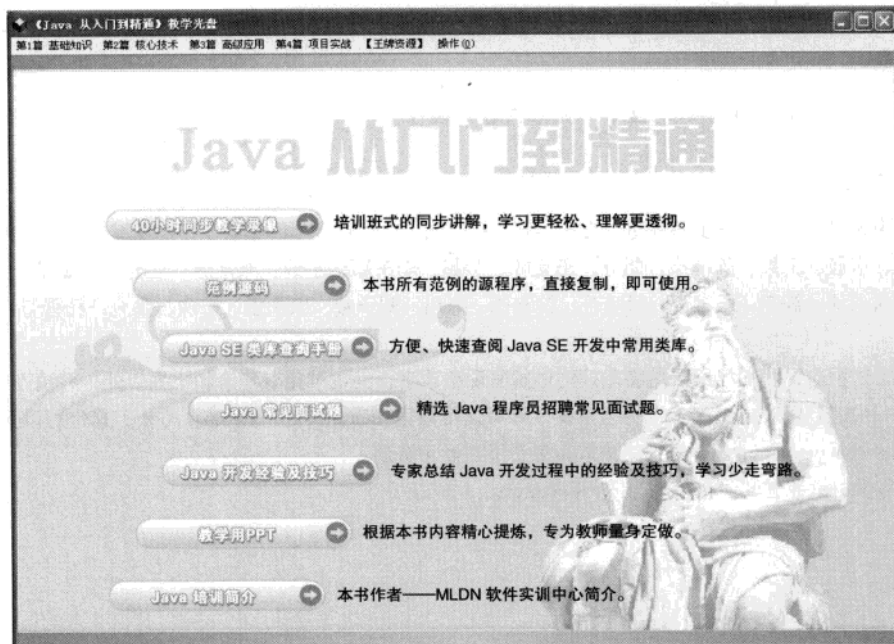 《Java 从入门到精通》教学光盘
第1篇 基础知识 第2篇 核心技术 第3篇 高级应用 第4篇 项目实战 【王牌资源】 操作(O)
Java 从入门到精通
40小时同步教学录像 培训班式的同步讲解，学习更轻松、理解更透彻。
范例源码 本书所有范例的源程序，直接复制，即可使用。
Java SE 类库查询手册 方便、快速查阅 Java SE 开发中常用类库。
Java 常见面试题 精选 Java 程序员招聘常见面试题。
Java 开发经验及技巧 专家总结 Java 开发过程中的经验及技巧，学习少走弯路。
教学用PPT 根据本书内容精心提炼，专为教师量身定做。
Java 培训简介 本书作者——MLDN 软件实训中心简介。